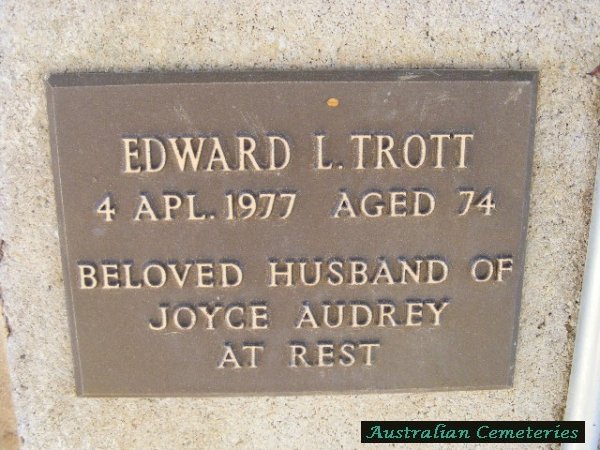 EDWARD L. TROTT
4 APL. 1977 AGED 74
BELOVED HUSBAND OF
JOYCE AUDREY
AT REST
Australian Cemeteries